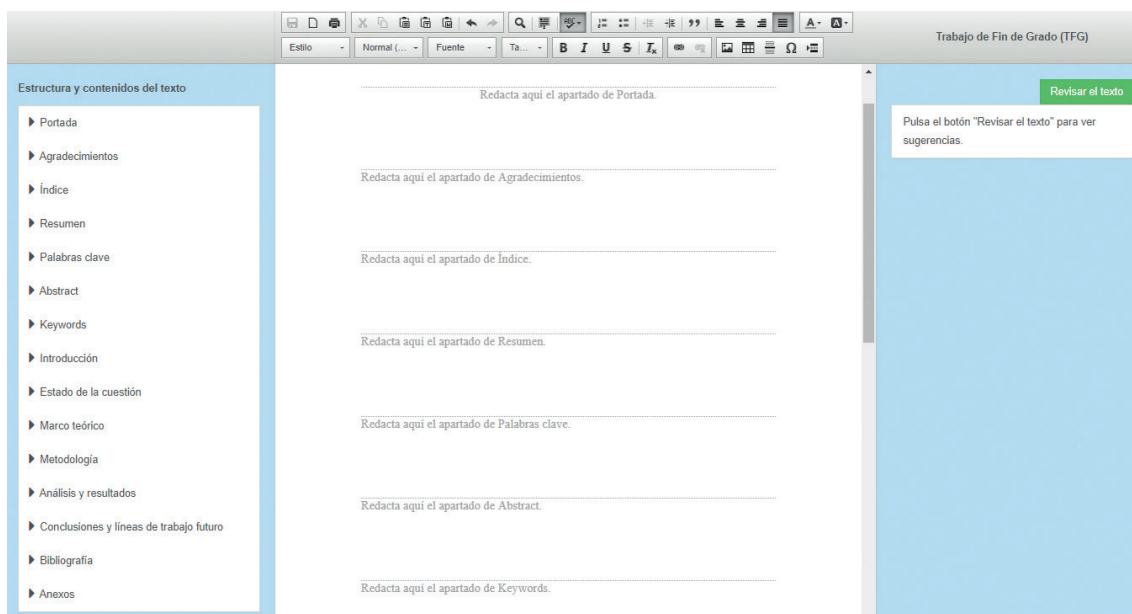 Trabajo de Fin de Grado (TFG)
Estilo
Normal (...
Fuente
Ta...
B I U S Ix
Ω
Estructura y contenidos del texto
Portada
Agradecimientos
Índice
Resumen
Palabras clave
Abstract
Keywords
Introducción
Estado de la cuestión
Marco teórico
Metodología
Análisis y resultados
Conclusiones y líneas de trabajo futuro
Bibliografía
Anexos
Redacta aquí el apartado de Portada.
Redacta aquí el apartado de Agradecimientos.
Redacta aquí el apartado de Índice.
Redacta aquí el apartado de Resumen.
Redacta aquí el apartado de Palabras clave.
Redacta aquí el apartado de Abstract.
Redacta aquí el apartado de Keywords.
Revisar el texto
Pulsa el botón "Revisar el texto" para ver
sugerencias.